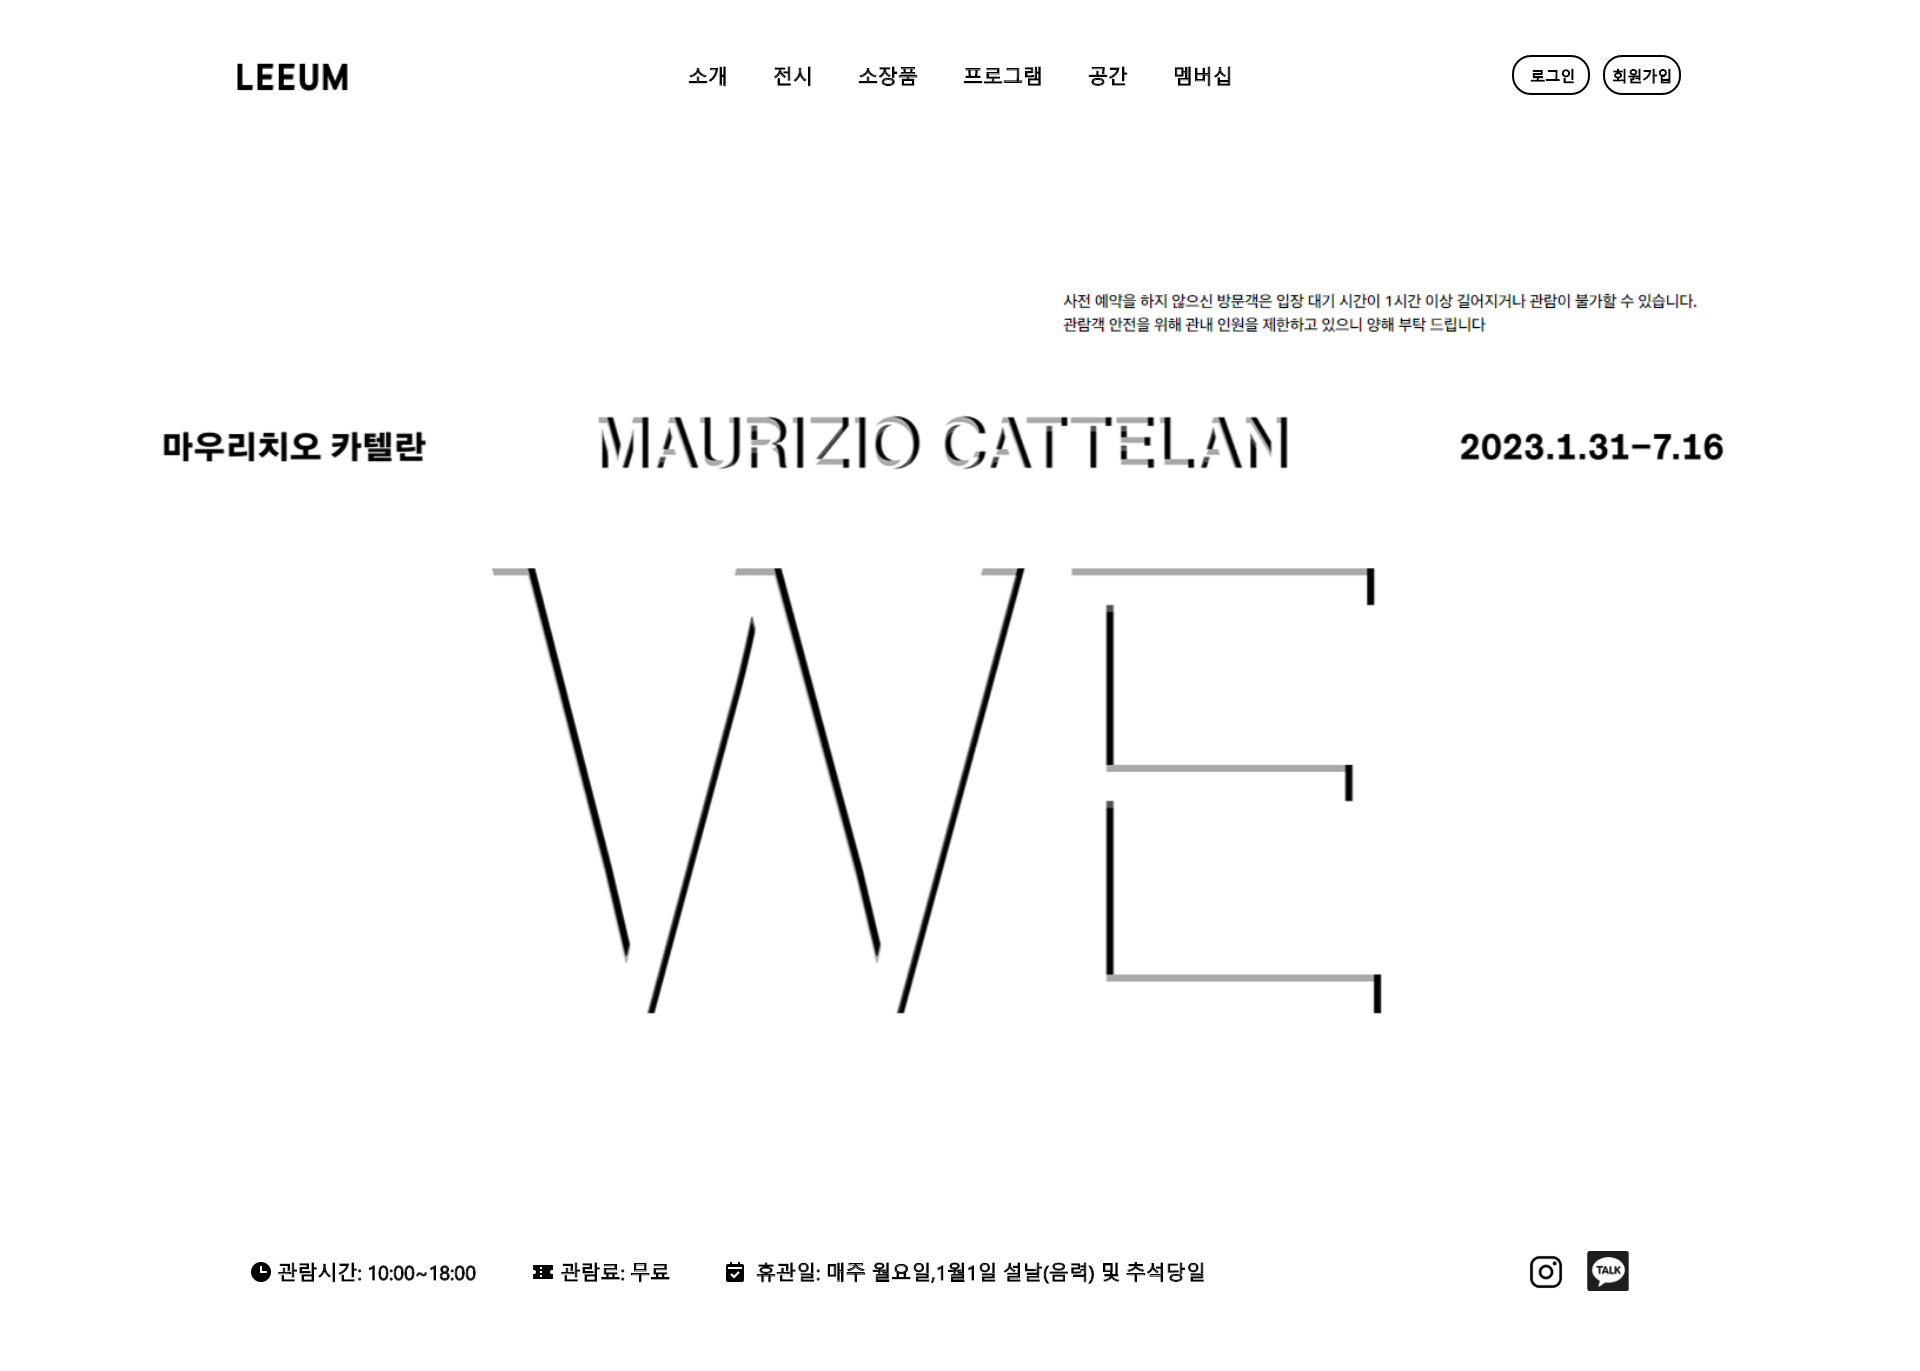 LEEUM
소개 전시 소장품 프로그램 공간 멤버십
로그인 회원가입
사전 예약을 하지 않으신 방문객은 입장 대기 시간이 1시간 이상 길어지거나 관람이 불가할 수 있습니다.
관람객 안전을 위해 관내 인원을 제한하고 있으니 양해 부탁 드립니다
마우리치오 카텔란
MAURIZIO CATTELAN
2023.1.31–7.16
WE
관람시간: 10:00~18:00
관람료: 무료
휴관일: 매주 월요일,1월1일 설날(음력) 및 추석당일
TALK